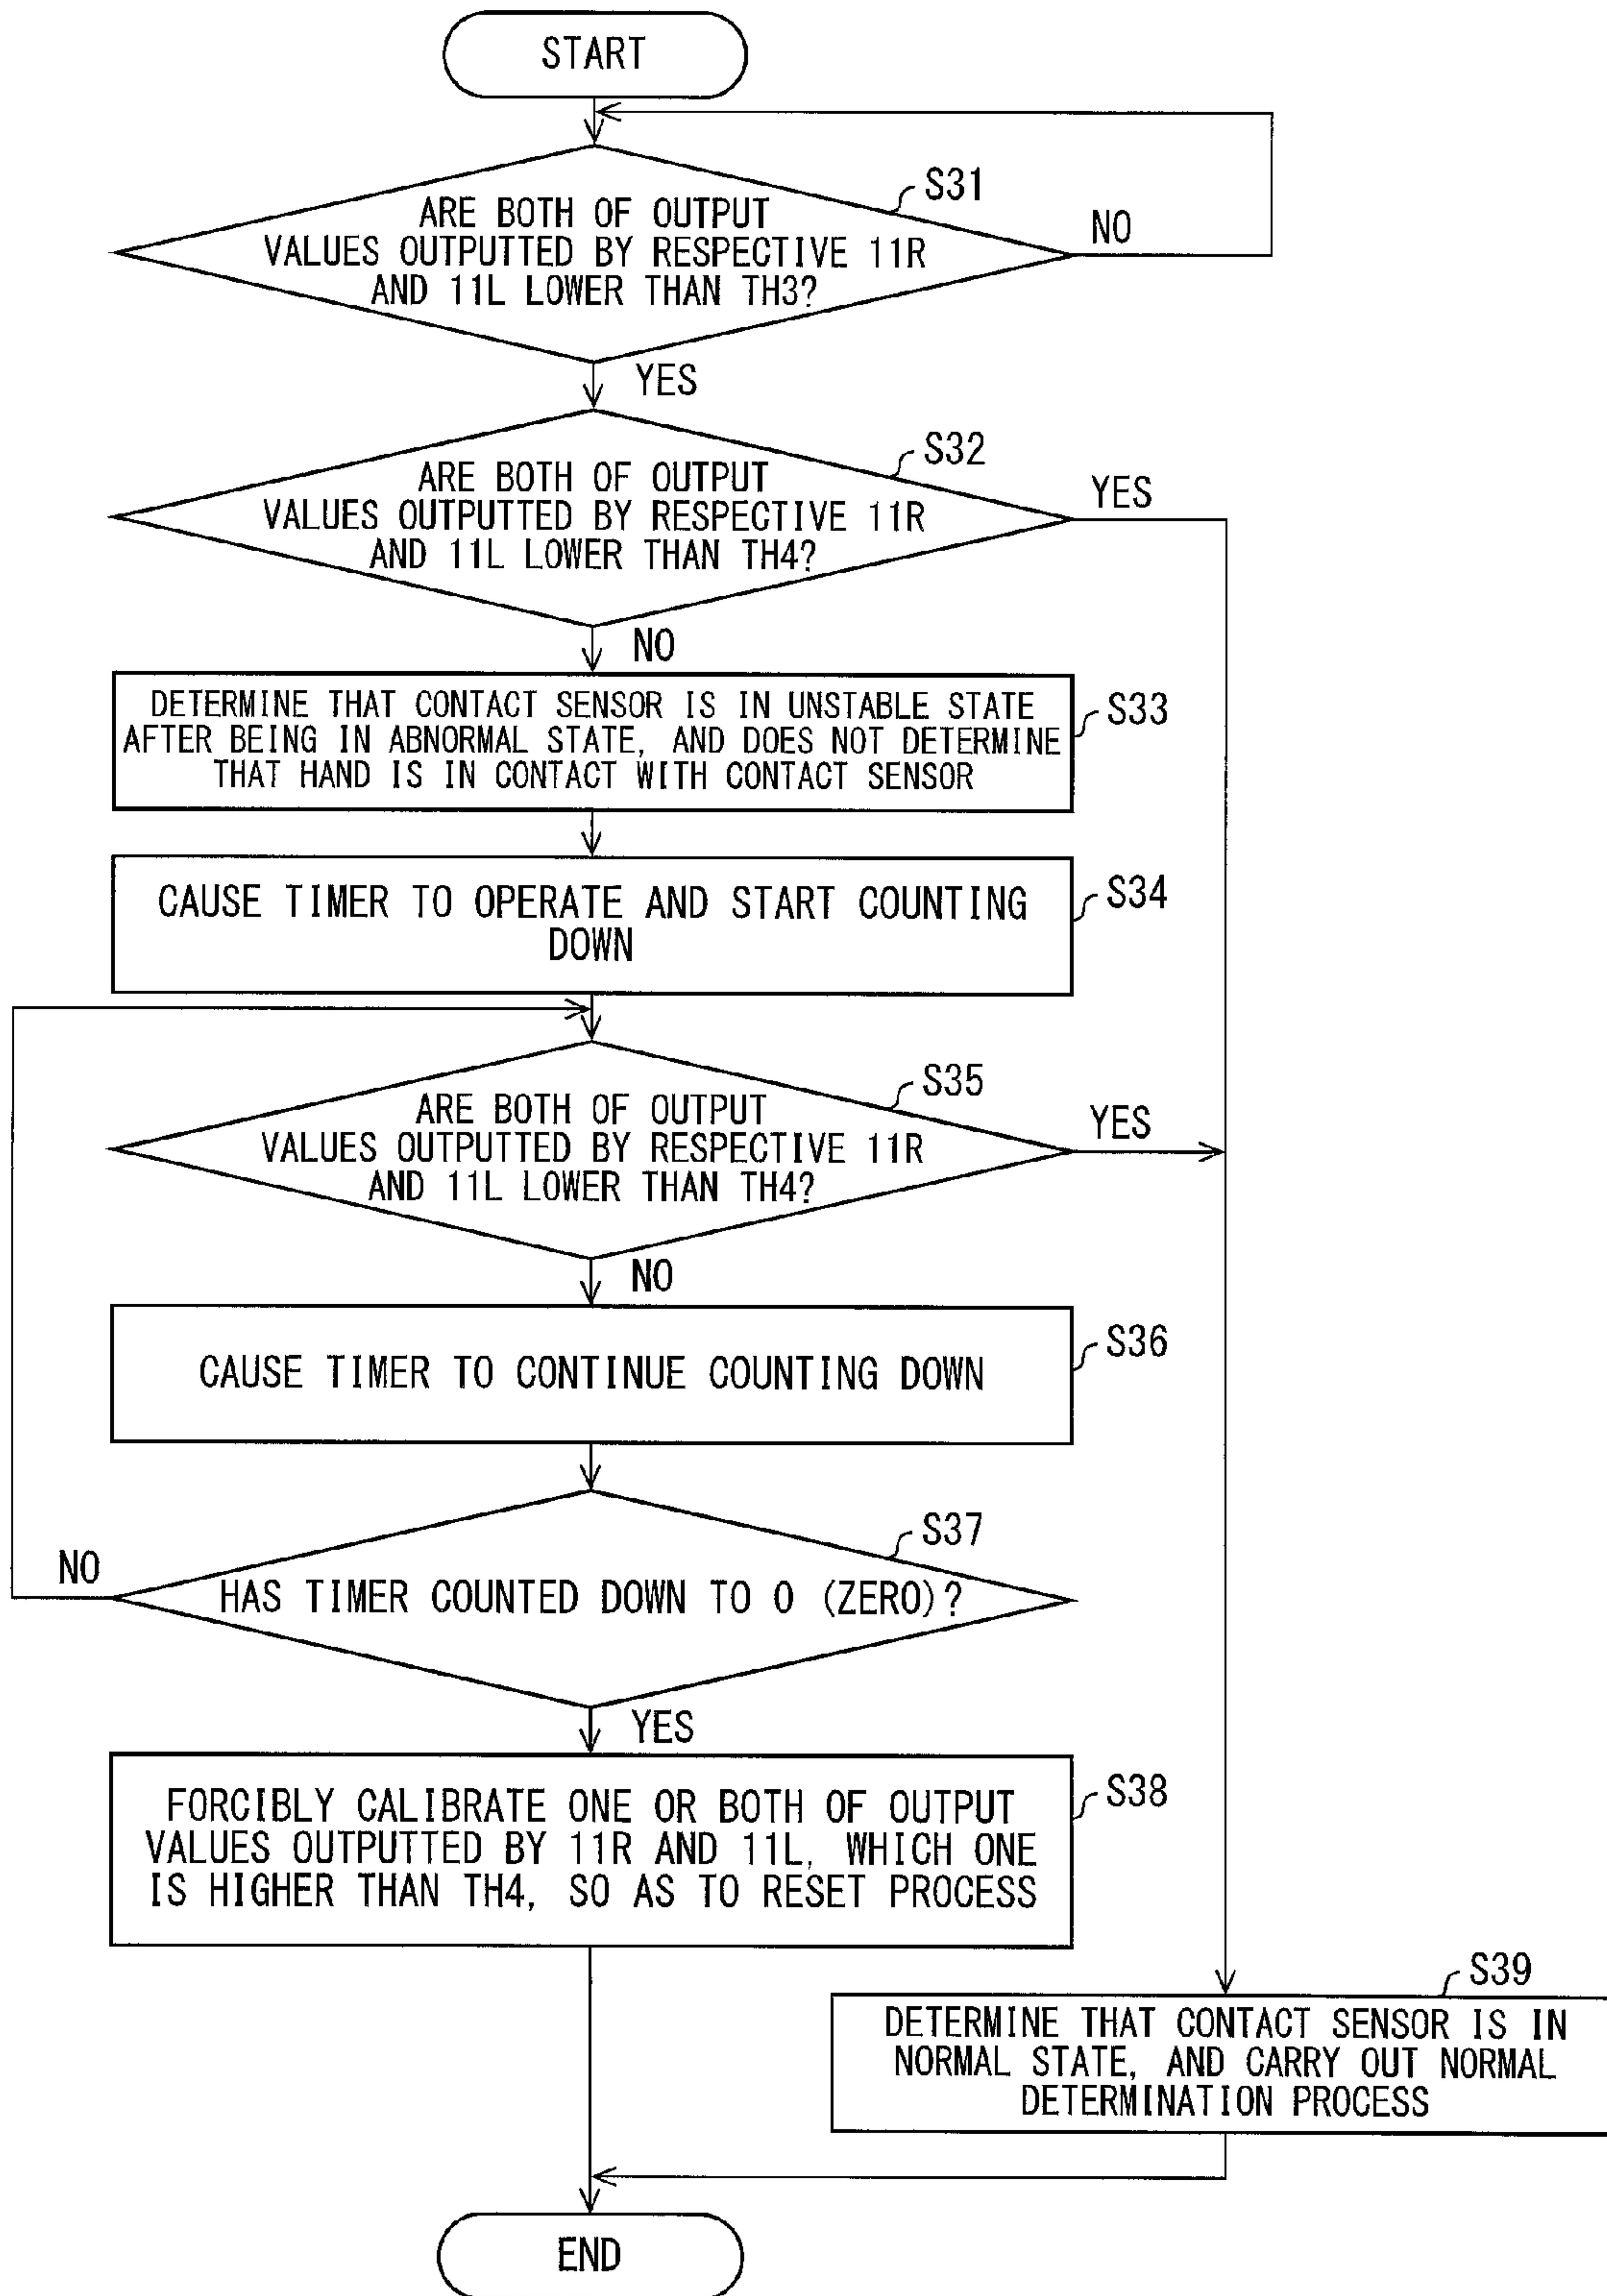 START
S31
ARE BOTH OF OUTPUT
VALUES OUTPUTTED BY RESPECTIVE 11R
AND 11L LOWER THAN TH3?
NO
YES
S32
ARE BOTH OF OUTPUT
VALUES OUTPUTTED BY RESPECTIVE 11R
AND 11L LOWER THAN TH4?
YES
NO
S33
DETERMINE THAT CONTACT SENSOR IS IN UNSTABLE STATE
AFTER BEING IN ABNORMAL STATE, AND DOES NOT DETERMINE
THAT HAND IS IN CONTACT WITH CONTACT SENSOR
S34
CAUSE TIMER TO OPERATE AND START COUNTING
DOWN
S35
ARE BOTH OF OUTPUT
VALUES OUTPUTTED BY RESPECTIVE 11R
AND 11L LOWER THAN TH4?
YES
NO
S36
CAUSE TIMER TO CONTINUE COUNTING DOWN
S37
HAS TIMER COUNTED DOWN TO 0 (ZERO)?
NO
YES
S38
FORCIBLY CALIBRATE ONE OR BOTH OF OUTPUT
VALUES OUTPUTTED BY 11R AND 11L, WHICH ONE
IS HIGHER THAN TH4, SO AS TO RESET PROCESS
S39
DETERMINE THAT CONTACT SENSOR IS IN
NORMAL STATE, AND CARRY OUT NORMAL
DETERMINATION PROCESS
END